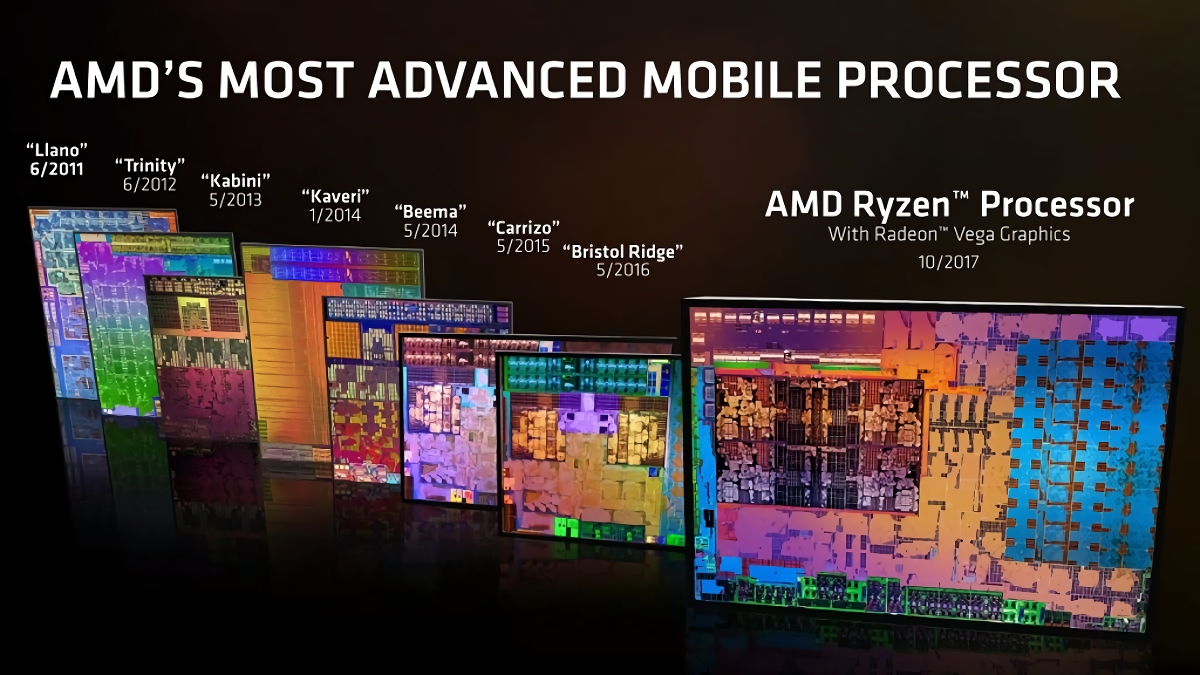 AMD’S MOST ADVANCED MOBILE PROCESSOR
“Llano”
6/2011
“Trinity”
6/2012
“Kabini”
5/2013
“Kaveri”
1/2014
“Beema”
5/2014
“Carrizo”
5/2015
“Bristol Ridge”
5/2016
AMD Ryzen™ Processor
With Radeon™ Vega Graphics
10/2017